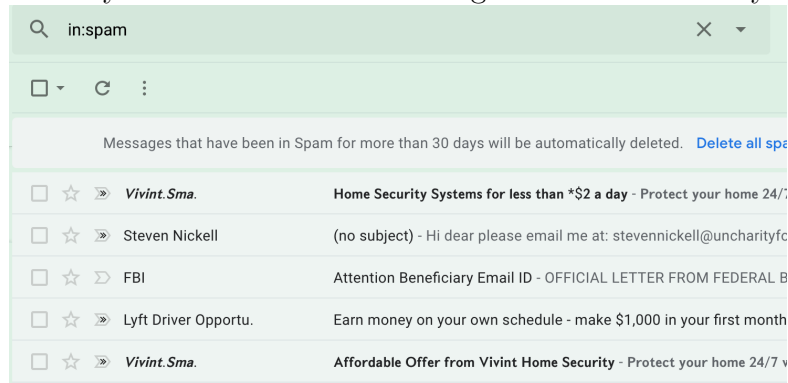 in:spam
Messages that have been in Spam for more than 30 days will be automatically deleted. Delete all
Vivint.Sma. Home Security Systems for less than *$2 a day - Protect your home 24/7
Steven Nickell (no subject) - Hi dear please email me at: stevennickell@uncharityfo
FBI Attention Beneficiary Email ID - OFFICIAL LETTER FROM FEDERAL B
Lyft Driver Opportu. Earn money on your own schedule - make $1,000 in your first month
Vivint.Sma. Affordable Offer from Vivint Home Security - Protect your home 24/7